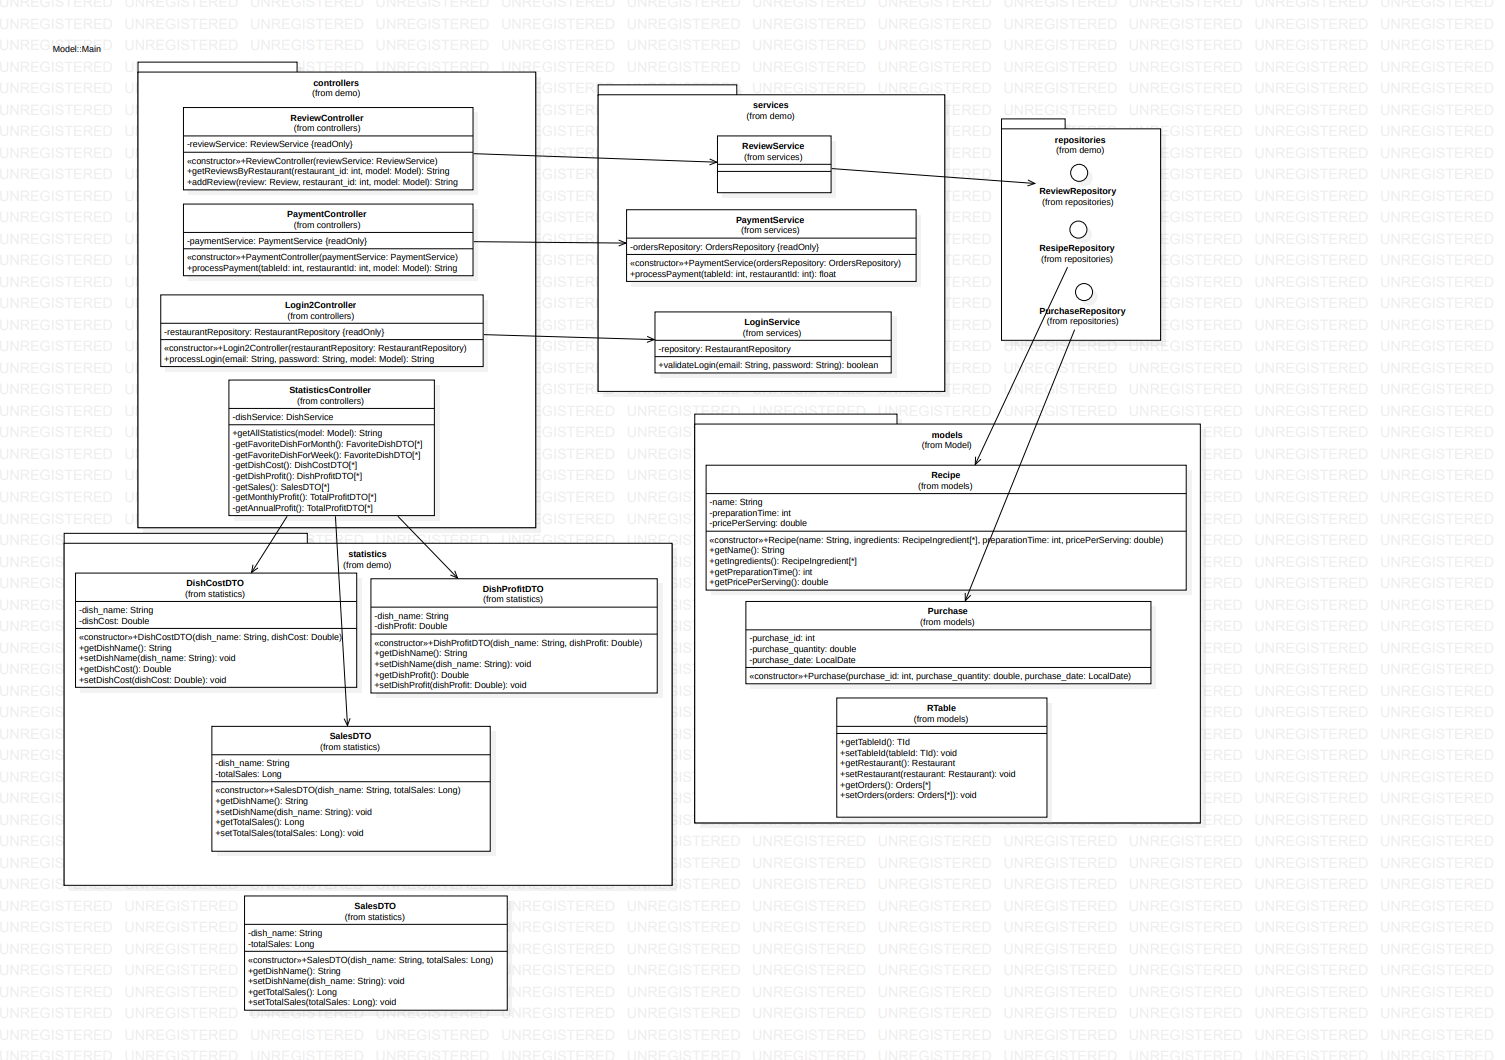 Model::Main
controllers
(from demo)
ReviewController
(from controllers)
-reviewService: ReviewService {readOnly}
«constructor»+ReviewController(reviewService: ReviewService)
+getReviewsByRestaurant(restaurant_id: int, model: Model): String
+addReview(review: Review, restaurant_id: int, model: Model): String
PaymentController
(from controllers)
-paymentService: PaymentService {readOnly}
«constructor»+PaymentController(paymentService: PaymentService)
+processPayment(tableId: int, restaurantId: int, model: Model): String
Login2Controller
(from controllers)
-restaurantRepository: RestaurantRepository {readOnly}
«constructor»+Login2Controller(restaurantRepository: RestaurantRepository)
+processLogin(email: String, password: String, model: Model): String
StatisticsController
(from controllers)
-dishService: DishService
+getAllStatistics(model: Model): String
-getFavoriteDishForMonth(): FavoriteDishDTO[*]
-getFavoriteDishForWeek(): FavoriteDishDTO[*]
-getDishCost(): DishCostDTO[*]
-getDishProfit(): DishProfitDTO[*]
-getSales(): SalesDTO[*]
-getMonthlyProfit(): TotalProfitDTO[*]
-getAnnualProfit(): TotalProfitDTO[*]
services
(from demo)
ReviewService
(from services)
PaymentService
(from services)
-ordersRepository: OrdersRepository {readOnly}
«constructor»+PaymentService(ordersRepository: OrdersRepository)
+processPayment(tableId: int, restaurantId: int): float
LoginService
(from services)
-repository: RestaurantRepository
+validateLogin(email: String, password: String): boolean
repositories
(from demo)
ReviewRepository
(from repositories)
ResipeRepository
(from repositories)
PurchaseRepository
(from repositories)
models
(from Model)
Recipe
(from models)
-name: String
-preparationTime: int
-pricePerServing: double
«constructor»+Recipe(name: String, ingredients: RecipeIngredient[*], preparationTime: int, pricePerServing: double)
+getName(): String
+getIngredients(): RecipeIngredient[*]
+getPreparationTime(): int
+getPricePerServing(): double
Purchase
(from models)
-purchase_id: int
-purchase_quantity: double
-purchase_date: LocalDate
«constructor»+Purchase(purchase_id: int, purchase_quantity: double, purchase_date: LocalDate)
RTable
(from models)
+getTableId(): TId
+setTableId(tableId: TId): void
+getRestaurant(): Restaurant
+setRestaurant(restaurant: Restaurant): void
+getOrders(): Orders[*]
+setOrders(orders: Orders[*]): void
statistics
(from demo)
DishCostDTO
(from statistics)
-dish_name: String
-dishCost: Double
«constructor»+DishCostDTO(dish_name: String, dishCost: Double)
+getDishName(): String
+setDishName(dish_name: String): void
+getDishCost(): Double
+setDishCost(dishCost: Double): void
DishProfitDTO
(from statistics)
-dish_name: String
-dishProfit: Double
«constructor»+DishProfitDTO(dish_name: String, dishProfit: Double)
+getDishName(): String
+setDishName(dish_name: String): void
+getDishProfit(): Double
+setDishProfit(dishProfit: Double): void
SalesDTO
(from statistics)
-dish_name: String
-totalSales: Long
«constructor»+SalesDTO(dish_name: String, totalSales: Long)
+getDishName(): String
+setDishName(dish_name: String): void
+getTotalSales(): Long
+setTotalSales(totalSales: Long): void
SalesDTO
(from statistics)
-dish_name: String
-totalSales: Long
«constructor»+SalesDTO(dish_name: String, totalSales: Long)
+getDishName(): String
+setDishName(dish_name: String): void
+getTotalSales(): Long
+setTotalSales(totalSales: Long): void
UNREGISTERED